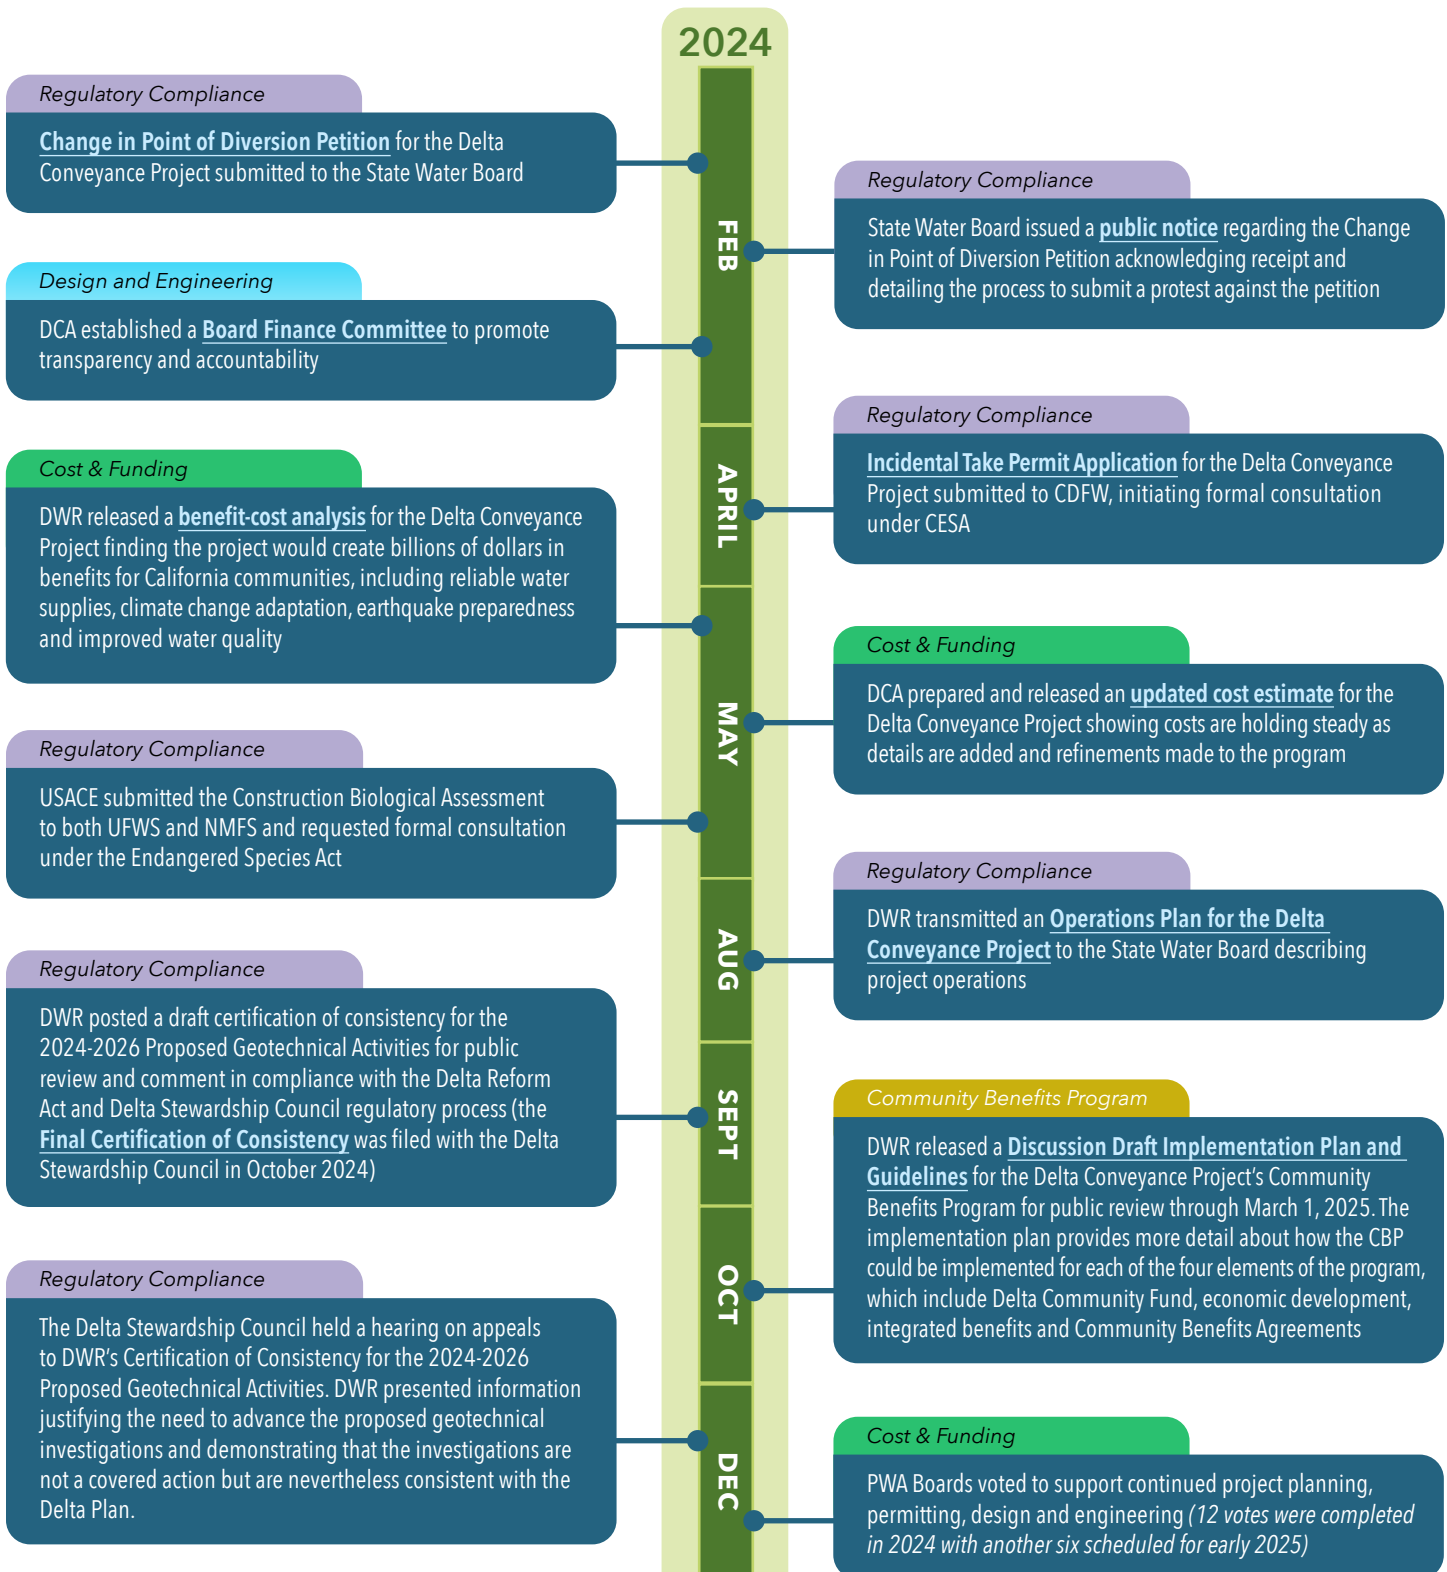 2024
Regulatory Compliance
Change in Point of Diversion Petition for the Delta
Conveyance Project submitted to the State Water Board
FEB
Regulatory Compliance
State Water Board issued a public notice regarding the Change
in Point of Diversion Petition acknowledging receipt and
detailing the process to submit a protest against the petition
Design and Engineering
DCA established a Board Finance Committee to promote
transparency and accountability
APRIL
Regulatory Compliance
Incidental Take Permit Application for the Delta Conveyance
Project submitted to CDFW, initiating formal consultation
under CESA
MAY
Cost & Funding
DWR released a benefit-cost analysis for the Delta Conveyance
Project finding the project would create billions of dollars in
benefits for California communities, including reliable water
supplies, climate change adaptation, earthquake preparedness
and improved water quality
Cost & Funding
DCA prepared and released an updated cost estimate for the
Delta Conveyance Project showing costs are holding steady as
details are added and refinements made to the program
Regulatory Compliance
USACE submitted the Construction Biological Assessment
to both UFWS and NMFS and requested formal consultation
under the Endangered Species Act
AUG
Regulatory Compliance
DWR transmitted an Operations Plan for the Delta
Conveyance Project to the State Water Board describing
project operations
SEPT
Regulatory Compliance
DWR posted a draft certification of consistency for the
2024-2026 Proposed Geotechnical Activities for public
review and comment in compliance with the Delta Reform
Act and Delta Stewardship Council regulatory process (the
Final Certification of Consistency was filed with the Delta
Stewardship Council in October 2024)
OCT
Community Benefits Program
DWR released a Discussion Draft Implementation Plan and
Guidelines for the Delta Conveyance Project's Community
Benefits Program for public review through March 1, 2025. The
implementation plan provides more detail about how the CBP
could be implemented for each of the four elements of the program,
which include Delta Community Fund, economic development,
integrated benefits and Community Benefits Agreements
DEC
Regulatory Compliance
The Delta Stewardship Council held a hearing on appeals
to DWR's Certification of Consistency for the 2024-2026
Proposed Geotechnical Activities. DWR presented information
justifying the need to advance the proposed geotechnical
investigations and demonstrating that the investigations are
not a covered action but are nevertheless consistent with the
Delta Plan.
Cost & Funding
PWA Boards voted to support continued project planning,
permitting, design and engineering (12 votes were completed
in 2024 with another six scheduled for early 2025)